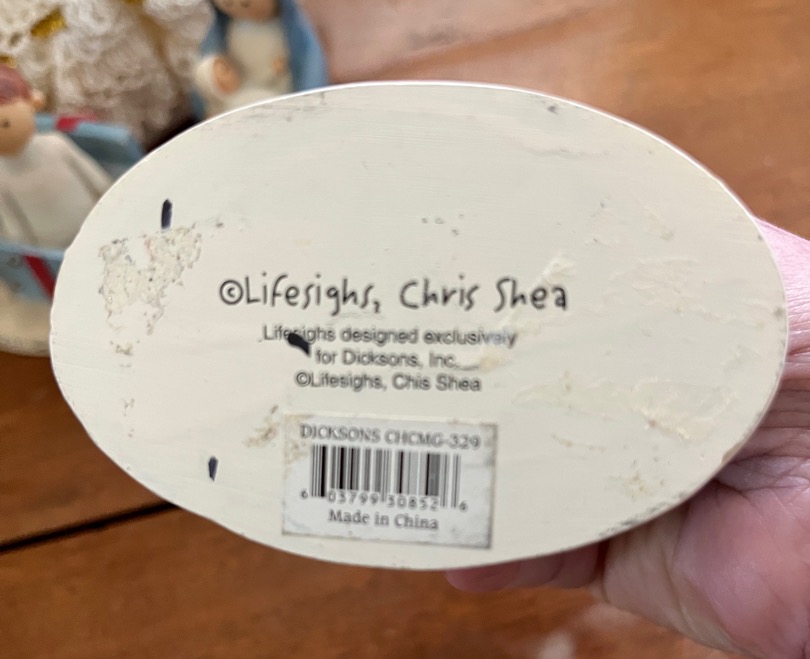 ©Lifesighs, Chris Shea
Lifesighs designed exclusively
for Dicksons, Inc.
©Lifesighs, Chis Shea
DICKSONS CHCMG-329
6 03799 30852 6
Made in China